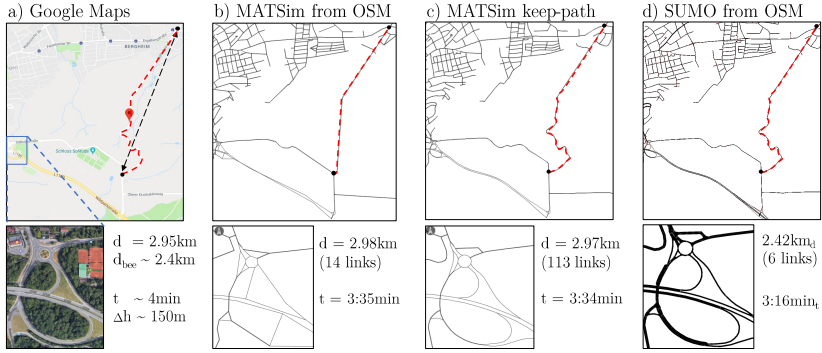 a) Google Maps
b) MATSim from OSM
c) MATSim keep-path
d) SUMO from OSM
BERGHEIM
d = 2.95km
d_bee ~ 2.4km
t ~ 4min
Δh ~ 150m
d = 2.98km
(14 links)
t = 3:35min
d = 2.97km
(113 links)
t = 3:34min
2.42km_d
(6 links)
3:16min_t